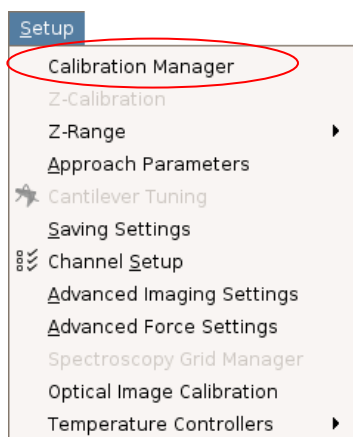 Setup
Calibration Manager
Z-Calibration
Z-Range
Approach Parameters
Cantilever Tuning
Saving Settings
Channel Setup
Advanced Imaging Settings
Advanced Force Settings
Spectroscopy Grid Manager
Optical Image Calibration
Temperature Controllers